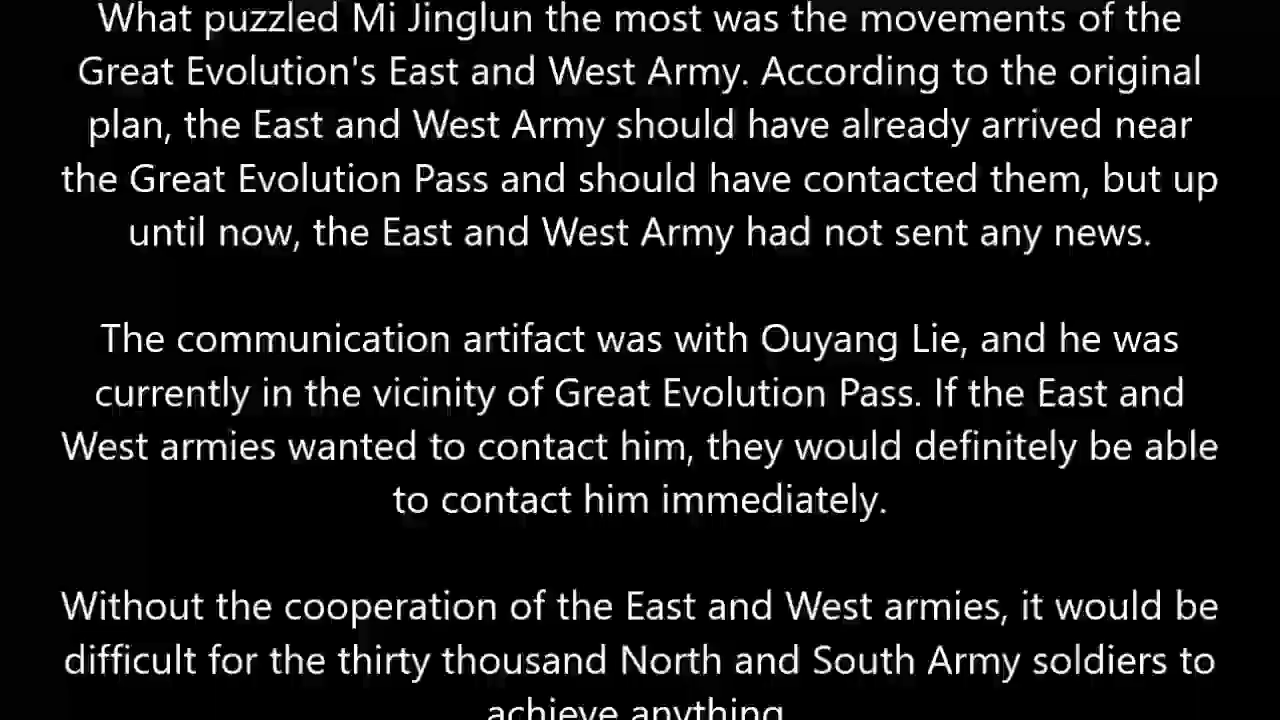 What puzzled Mi Jinglun the most was the movements of the
Great Evolution's East and West Army. According to the original
plan, the East and West Army should have already arrived near
the Great Evolution Pass and should have contacted them, but up
until now, the East and West Army had not sent any news.
The communication artifact was with Ouyang Lie, and he was
currently in the vicinity of Great Evolution Pass. If the East and
West armies wanted to contact him, they would definitely be able
to contact him immediately.
Without the cooperation of the East and West armies, it would be
difficult for the thirty thousand North and South Army soldiers to
achieve anything